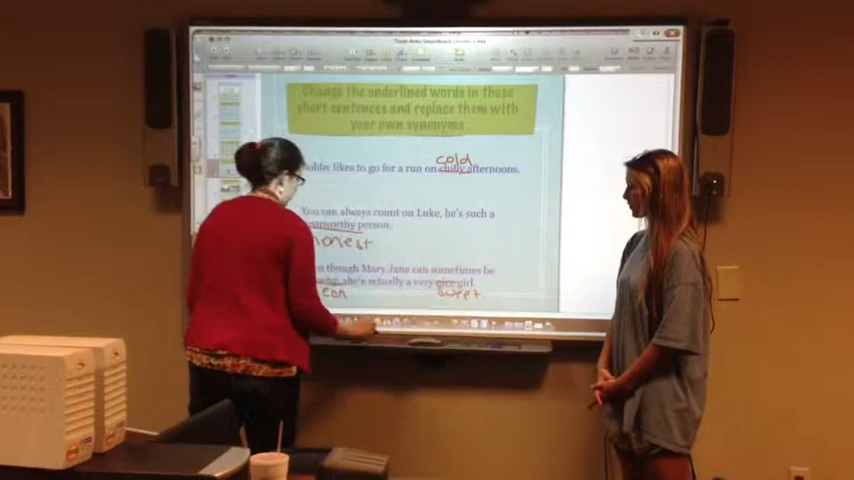 Change the underlined words in these
short sentences and replace them with
your own synonyms
cold
likes to go for a run on chilly afternoons.
You can always count on Luke, he's such a
trustworthy person.
honest
though Mary Jane can sometimes be
she's actually a very nice girl.
sweet